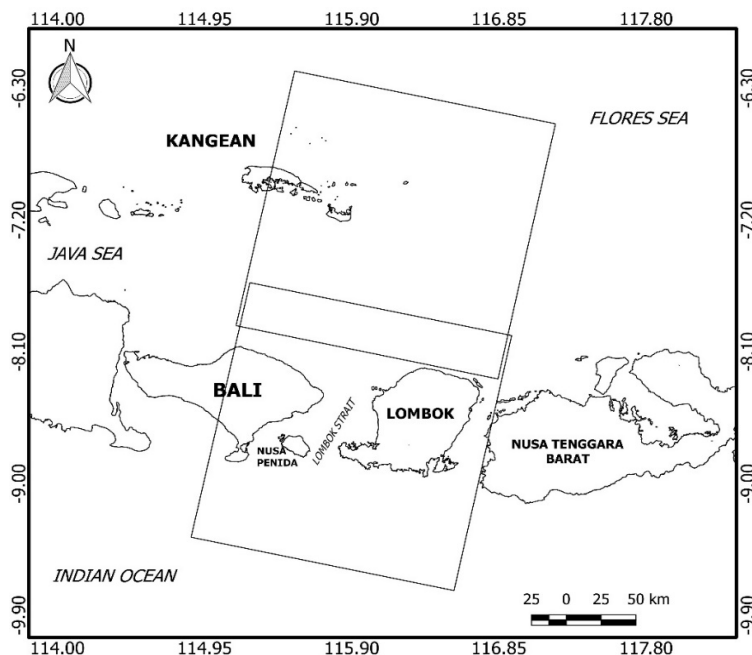 114.00 114.95 115.90 116.85 117.80
N
-6.30 -6.30
FLORES SEA
KANGEAN
-7.20 -7.20
JAVA SEA
-8.10 -8.10
BALI
LOMBOK STRAIT
LOMBOK
NUSA
PENIDA
NUSA TENGGARA
BARAT
-9.00 -9.00
INDIAN OCEAN
25 0 25 50 km
-9.90 -9.90
114.00 114.95 115.90 116.85 117.80